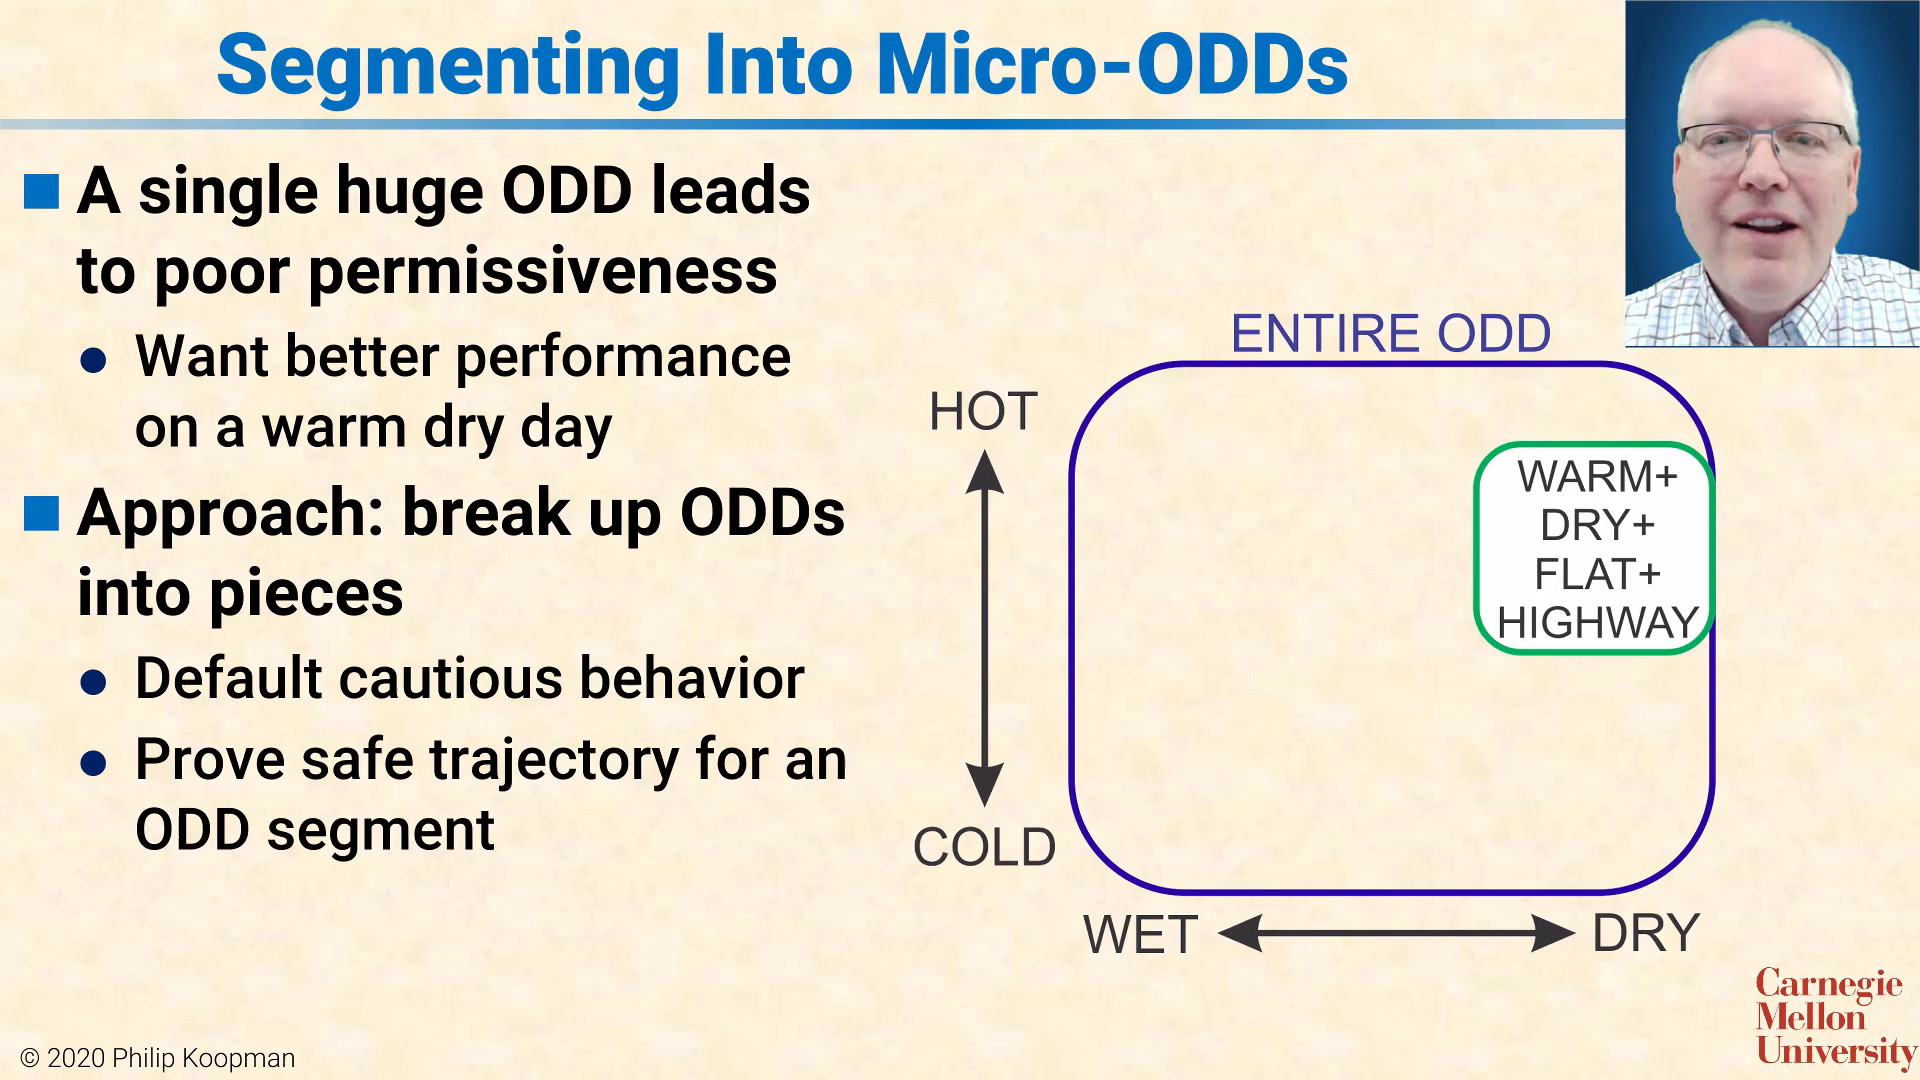 Segmenting Into Micro-ODDs
A single huge ODD leads
to poor permissiveness
Want better performance
on a warm dry day
Approach: break up ODDs
into pieces
Default cautious behavior
Prove safe trajectory for an
ODD segment
ENTIRE ODD
HOT
WARM+
DRY+
FLAT+
HIGHWAY
COLD
WET
DRY
Carnegie
Mellon
University
© 2020 Philip Koopman